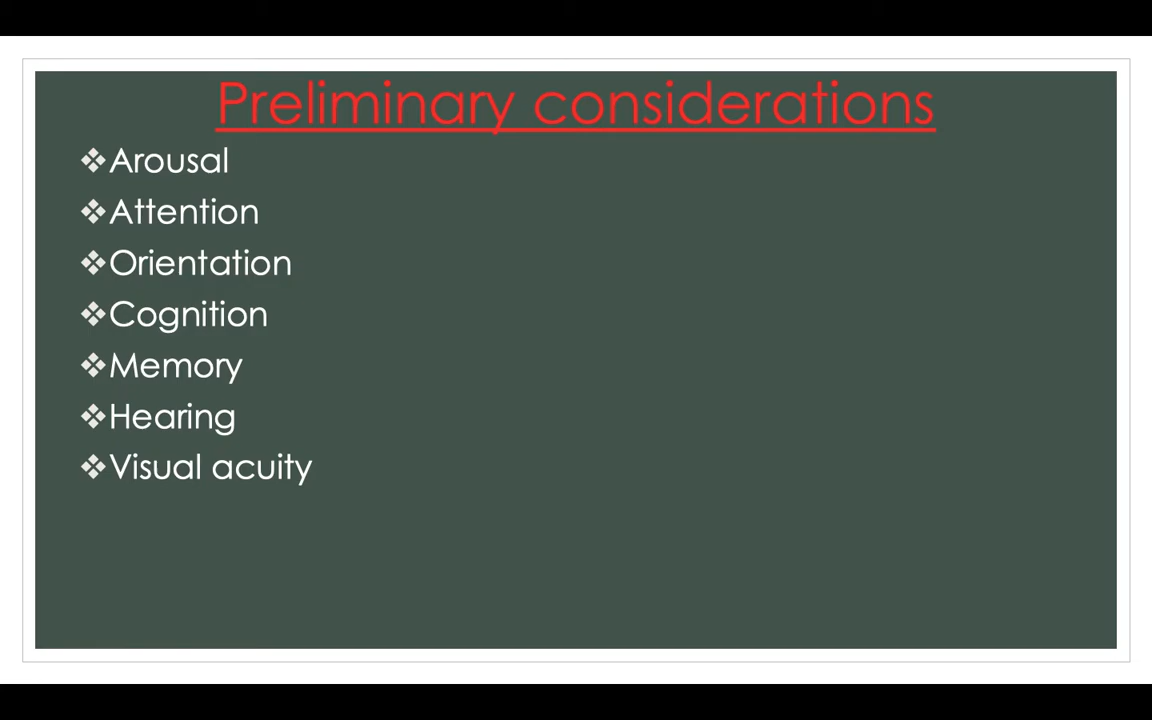 Preliminary considerations
❖Arousal
❖Attention
❖Orientation
❖Cognition
❖Memory
❖Hearing
❖Visual acuity